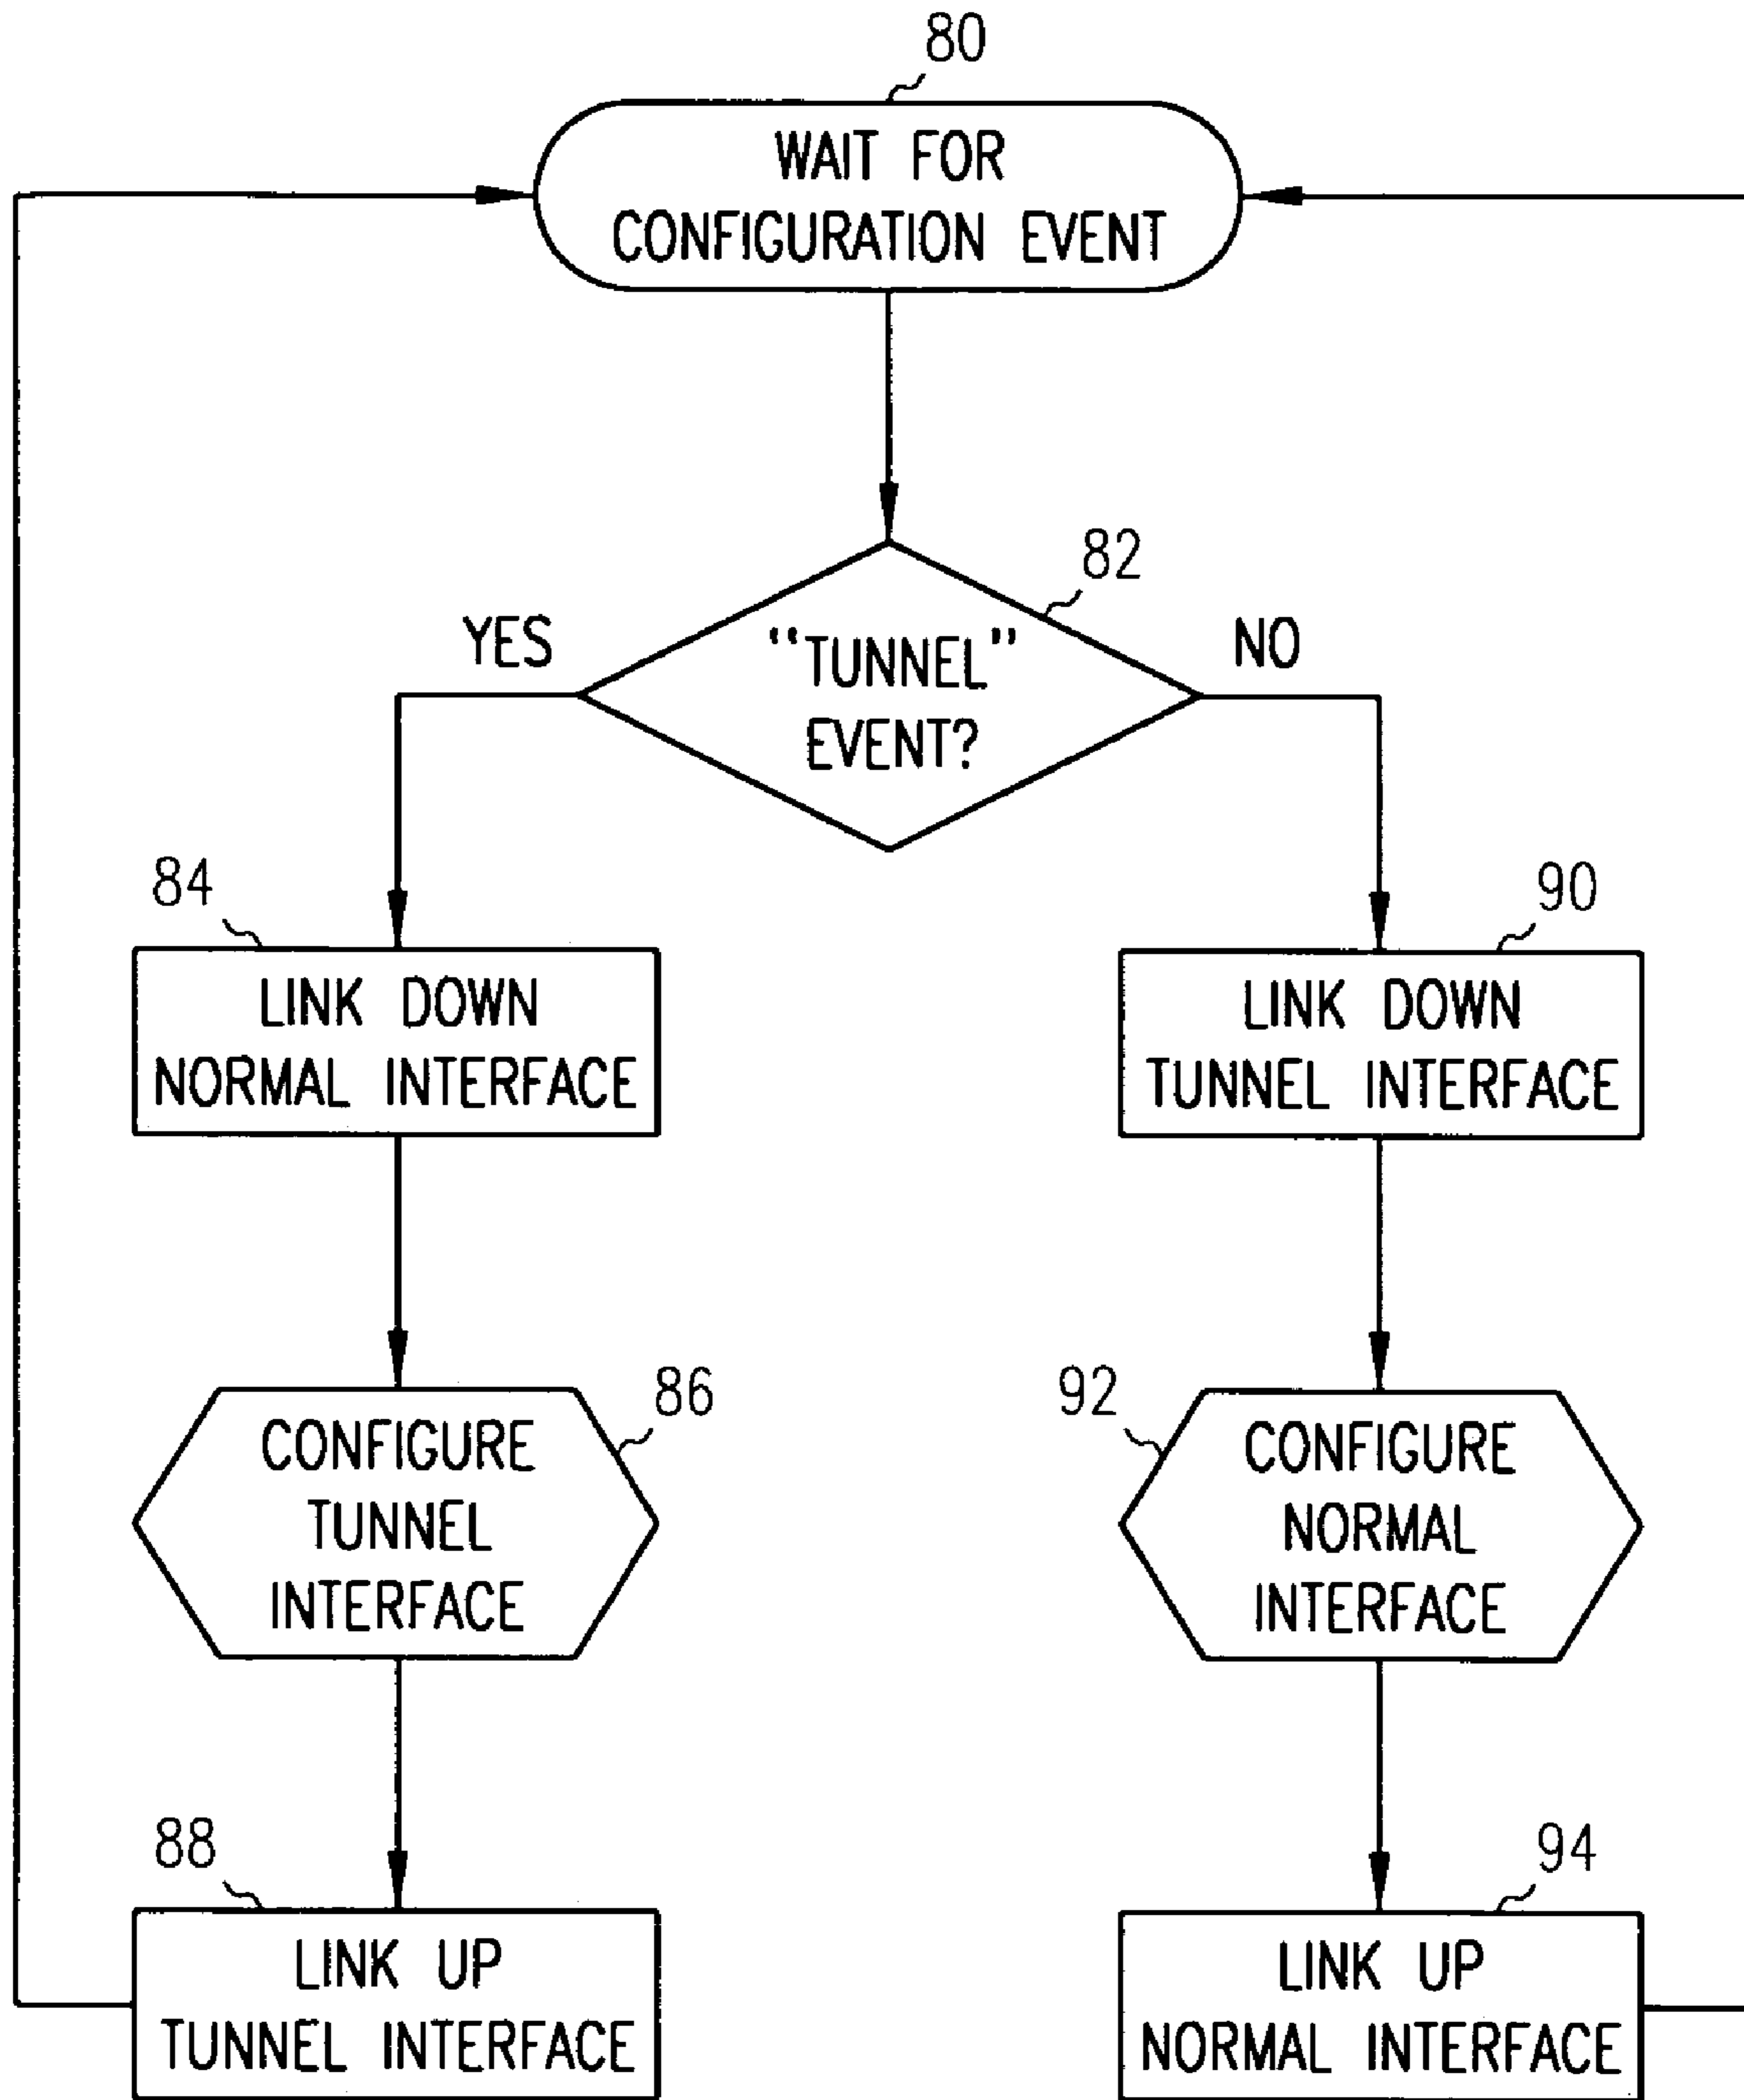 80
WAIT FOR
CONFIGURATION EVENT
82
YES
"TUNNEL"
EVENT?
NO
84
LINK DOWN
NORMAL INTERFACE
90
LINK DOWN
TUNNEL INTERFACE
86
CONFIGURE
TUNNEL
INTERFACE
92
CONFIGURE
NORMAL
INTERFACE
88
LINK UP
TUNNEL INTERFACE
94
LINK UP
NORMAL INTERFACE